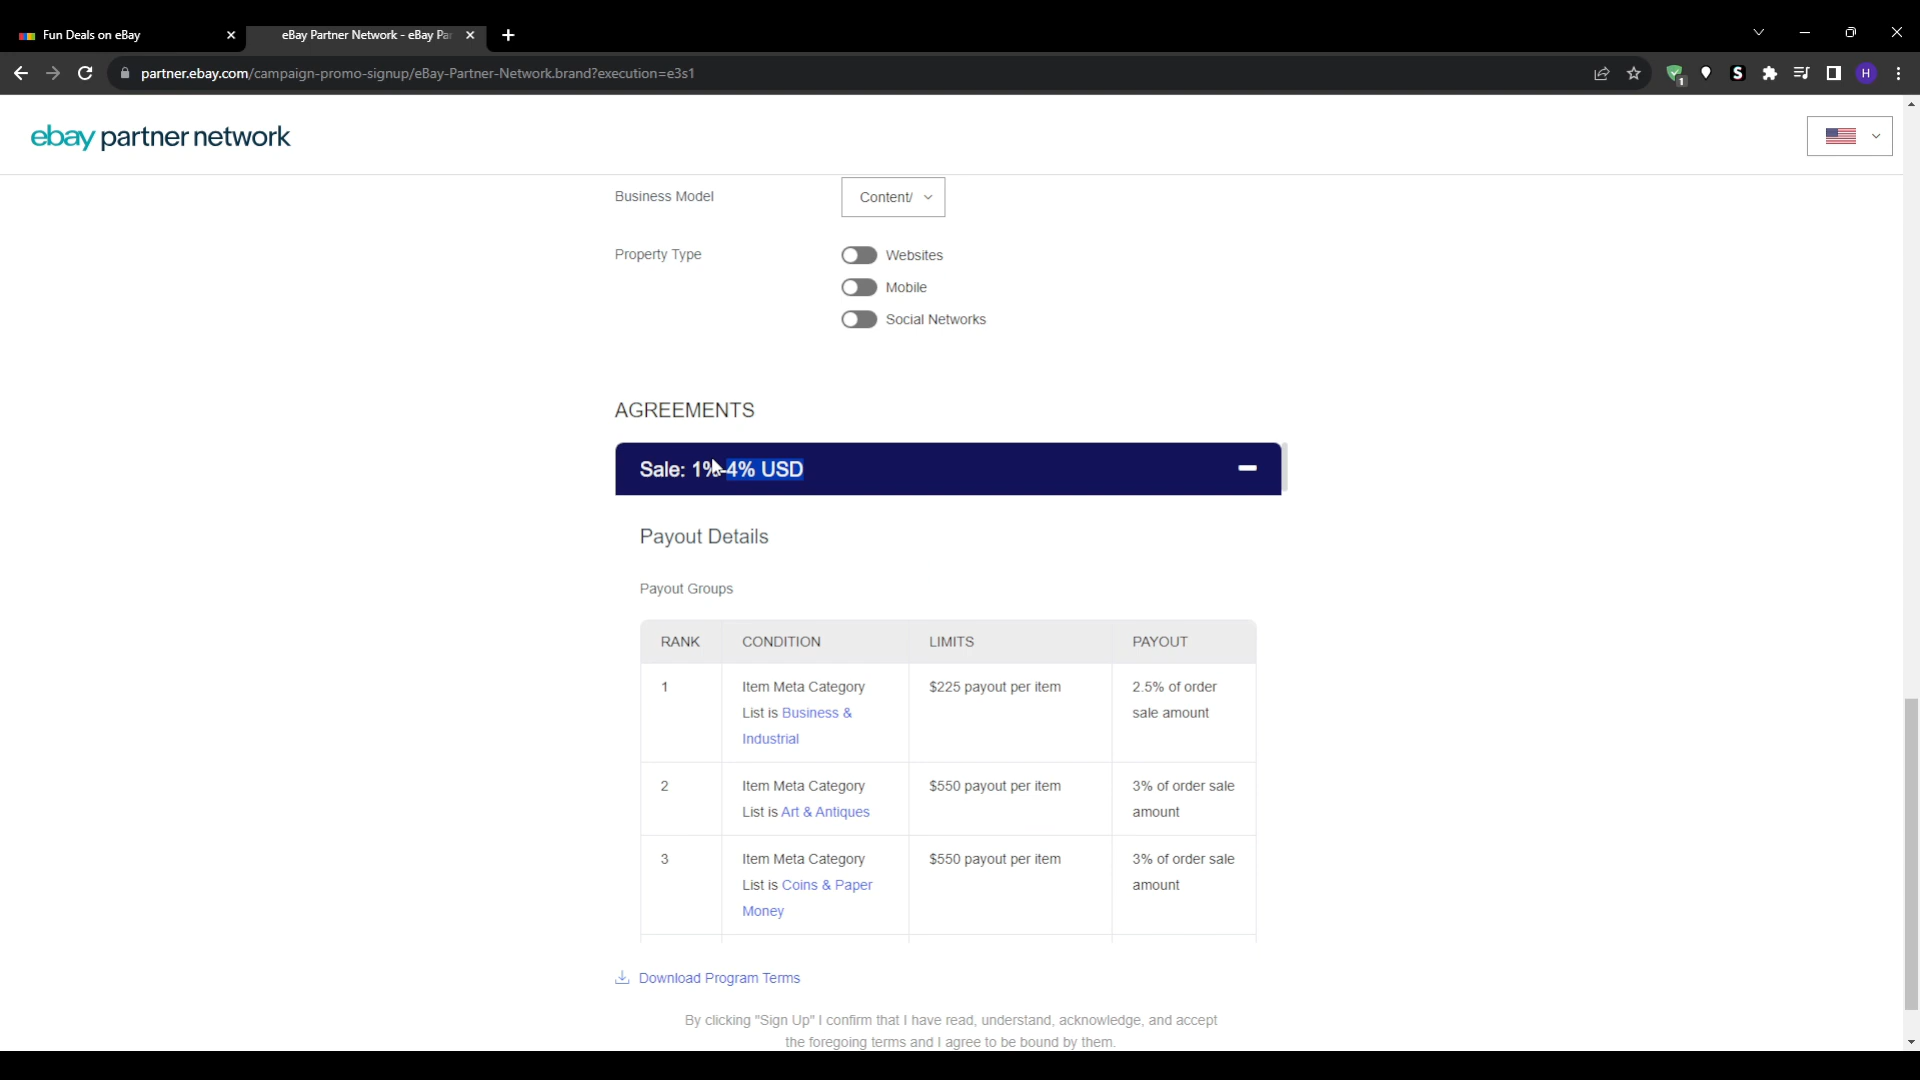 Fun Deals on eBay
eBay Partner Network - eBay Pa
partner.ebay.com/campaign-promo-signup/eBay-Partner-Network.brand?execution=e3s1
1
S
H
ebay partner network
Business Model
Content/
Property Type
Websites
Mobile
Social Networks
AGREEMENTS
Sale: 1%-4% USD
Payout Details
Payout Groups
RANK CONDITION LIMITS PAYOUT
1 Item Meta Category $225 payout per item 2.5% of order
List is Business & sale amount
Industrial
2 Item Meta Category $550 payout per item 3% of order sale
List is Art & Antiques amount
3 Item Meta Category $550 payout per item 3% of order sale
List is Coins & Paper amount
Money
Download Program Terms
By clicking "Sign Up" I confirm that I have read, understand, acknowledge, and accept
the foregoing terms and I agree to be bound by them.